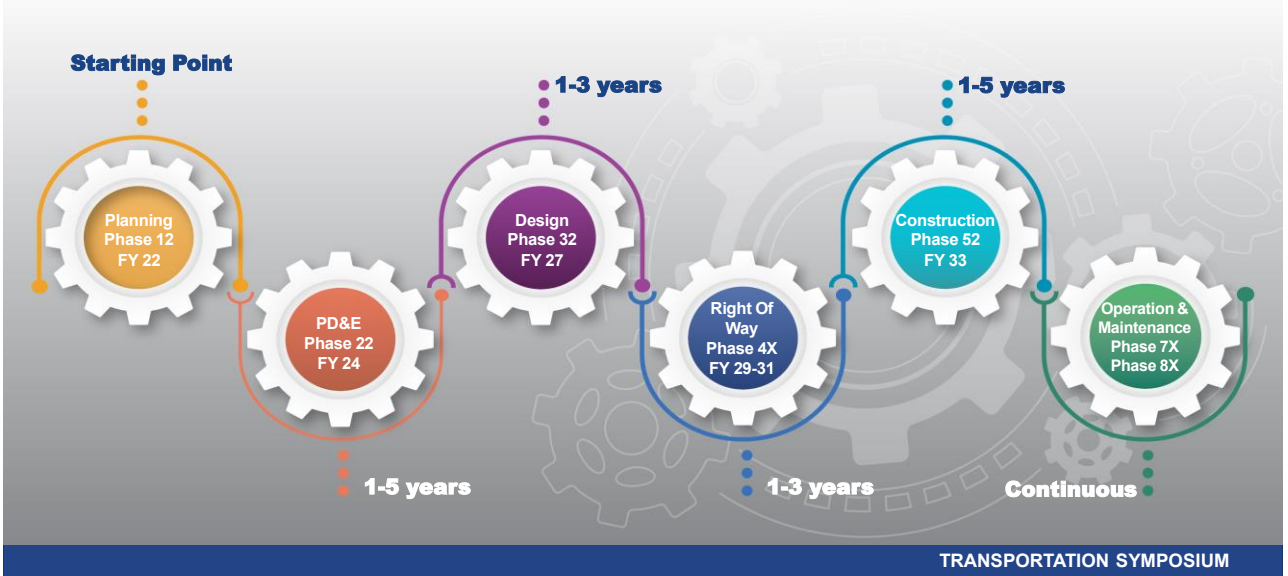 Starting Point
Planning
Phase 12
FY 22
PD&E
Phase 22
FY 24
1-5 years
1-3 years
Design
Phase 32
FY 27
Right Of
Way
Phase 4X
FY 29-31
1-3 years
1-5 years
Construction
Phase 52
FY 33
Operation &
Maintenance
Phase 7X
Phase 8X
Continuous
TRANSPORTATION SYMPOSIUM